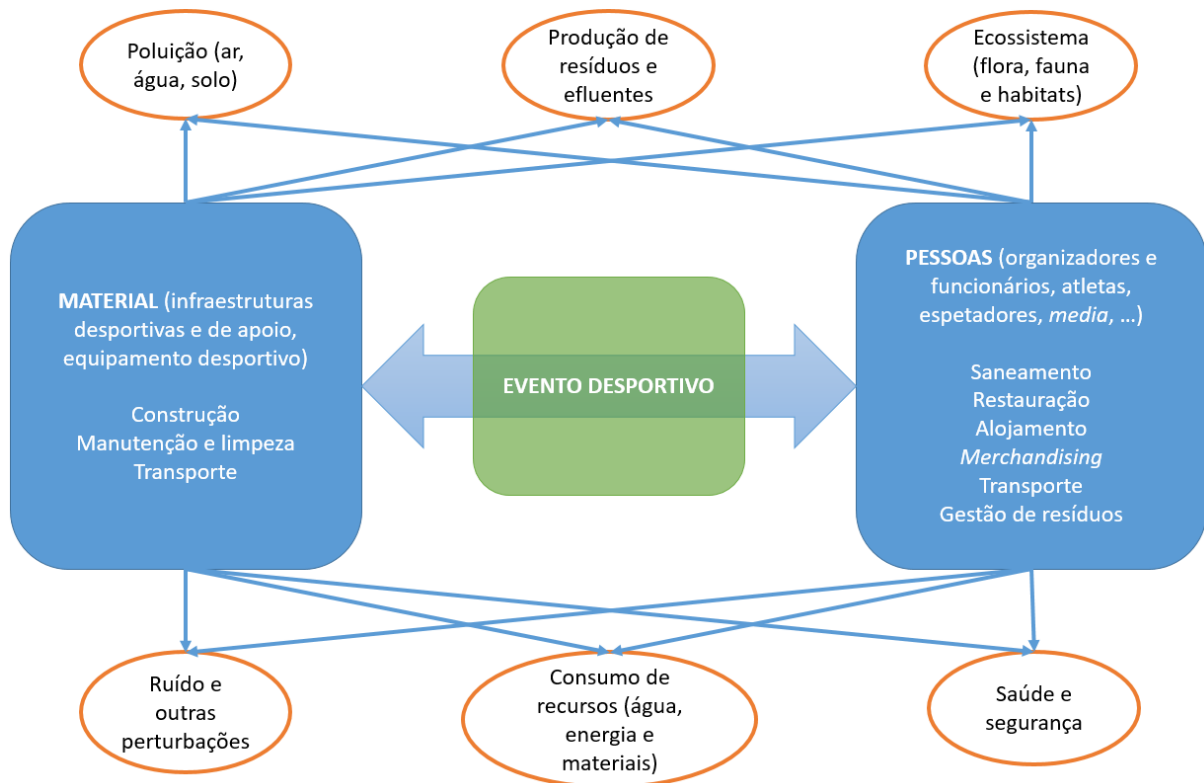 Poluição (ar,
água, solo)
Produção de
resíduos e
efluentes
Ecossistema
(flora, fauna
e habitats)
MATERIAL (infraestruturas
desportivas e de apoio,
equipamento desportivo)
Construção
Manutenção e limpeza
Transporte
EVENTO DESPORTIVO
PESSOAS (organizadores e
funcionários, atletas,
espetadores, media, …)
Saneamento
Restauração
Alojamento
Merchandising
Transporte
Gestão de resíduos
Ruído e
outras
perturbações
Consumo de
recursos (água,
energia e
materiais)
Saúde e
segurança